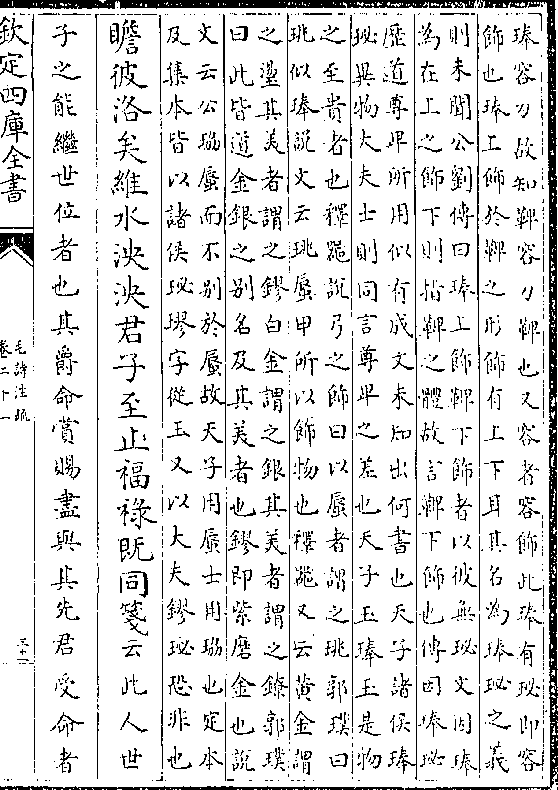 琫容刀故知鞞容刀鞞也又容者容飾此琫有珌即容
飾也琫上飾於鞞之形飾有上下耳其名為琫珌之義
則未聞公劉傳曰琫上飾鞞下飾者以彼無珌文因琫
為在上之飾下則指鞞之體故言鞞下飾也傳因琫珌
歷道尊卑所用似有成文未知出何書也天子諸侯琫
珌異物大夫士則同言尊卑之差也天子玉琫玉是物
之至貴者也釋器說弓之飾曰以蜃者謂之珧郭璞曰
珧似琫說文云珧蜃甲所以飾物也釋器又云黃金謂
之璗其美者謂之鏐白金謂之銀其美者謂之鐐郭璞
曰此皆道金銀之别名及其美者也鏐即紫磨金也說
文云公珕蜃而不别於蜃故天子用蜃士用珕也定本
及集本皆以諸侯珌璆字從玉又以大夫鏐珌恐非也
瞻彼洛矣維水泱泱君子至止福祿既同箋云此人世
子之能繼世位者也其爵命賞賜盡與其先君受命者
欽定四庫全書
毛詩注疏
卷二十一
三十一